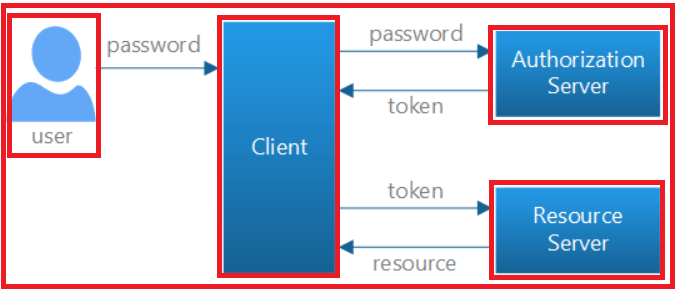 password
user
Client
password
token
Authorization
Server
token
resource
Resource
Server